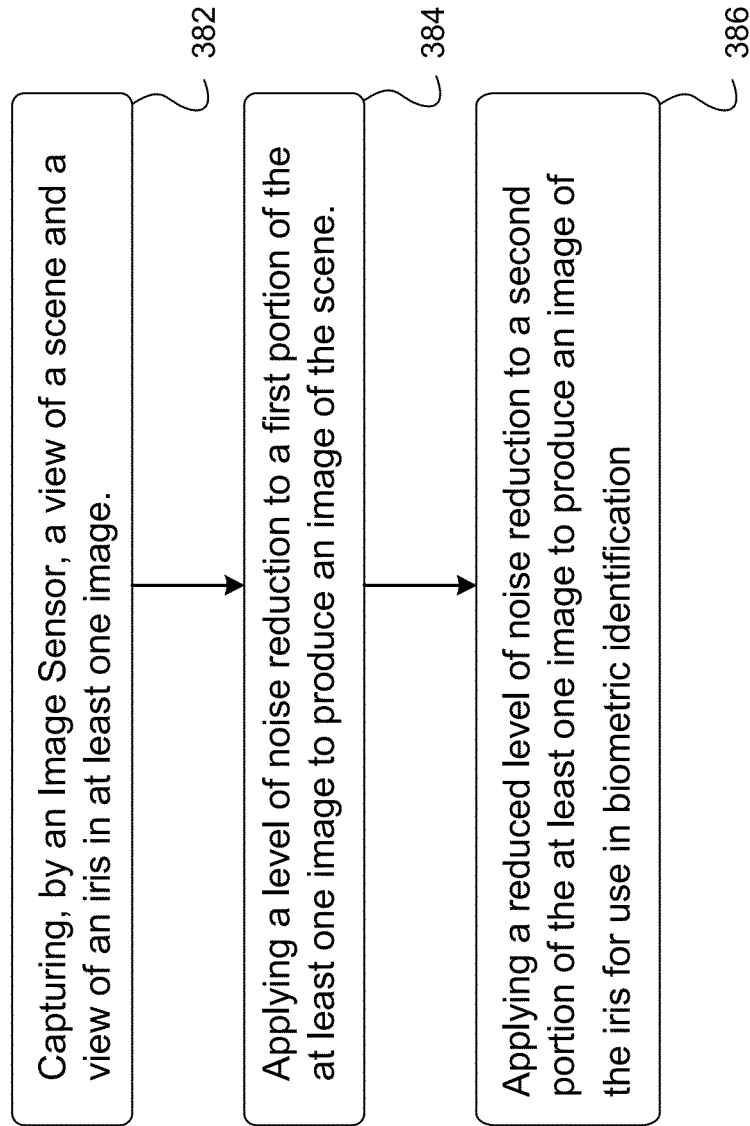 Capturing, by an Image Sensor, a view of a scene and a
view of an iris in at least one image.
382
Applying a level of noise reduction to a first portion of the
at least one image to produce an image of the scene.
384
Applying a reduced level of noise reduction to a second
portion of the at least one image to produce an image of
the iris for use in biometric identification
386